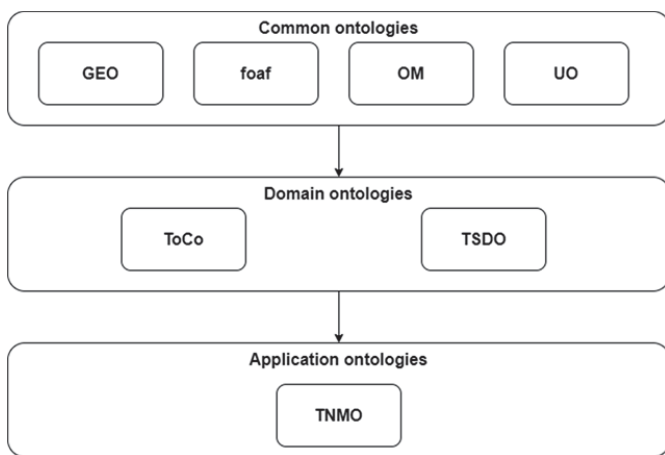 Common ontologies
GEO
foaf
OM
UO
Domain ontologies
ToCo
TSDO
Application ontologies
TNMO